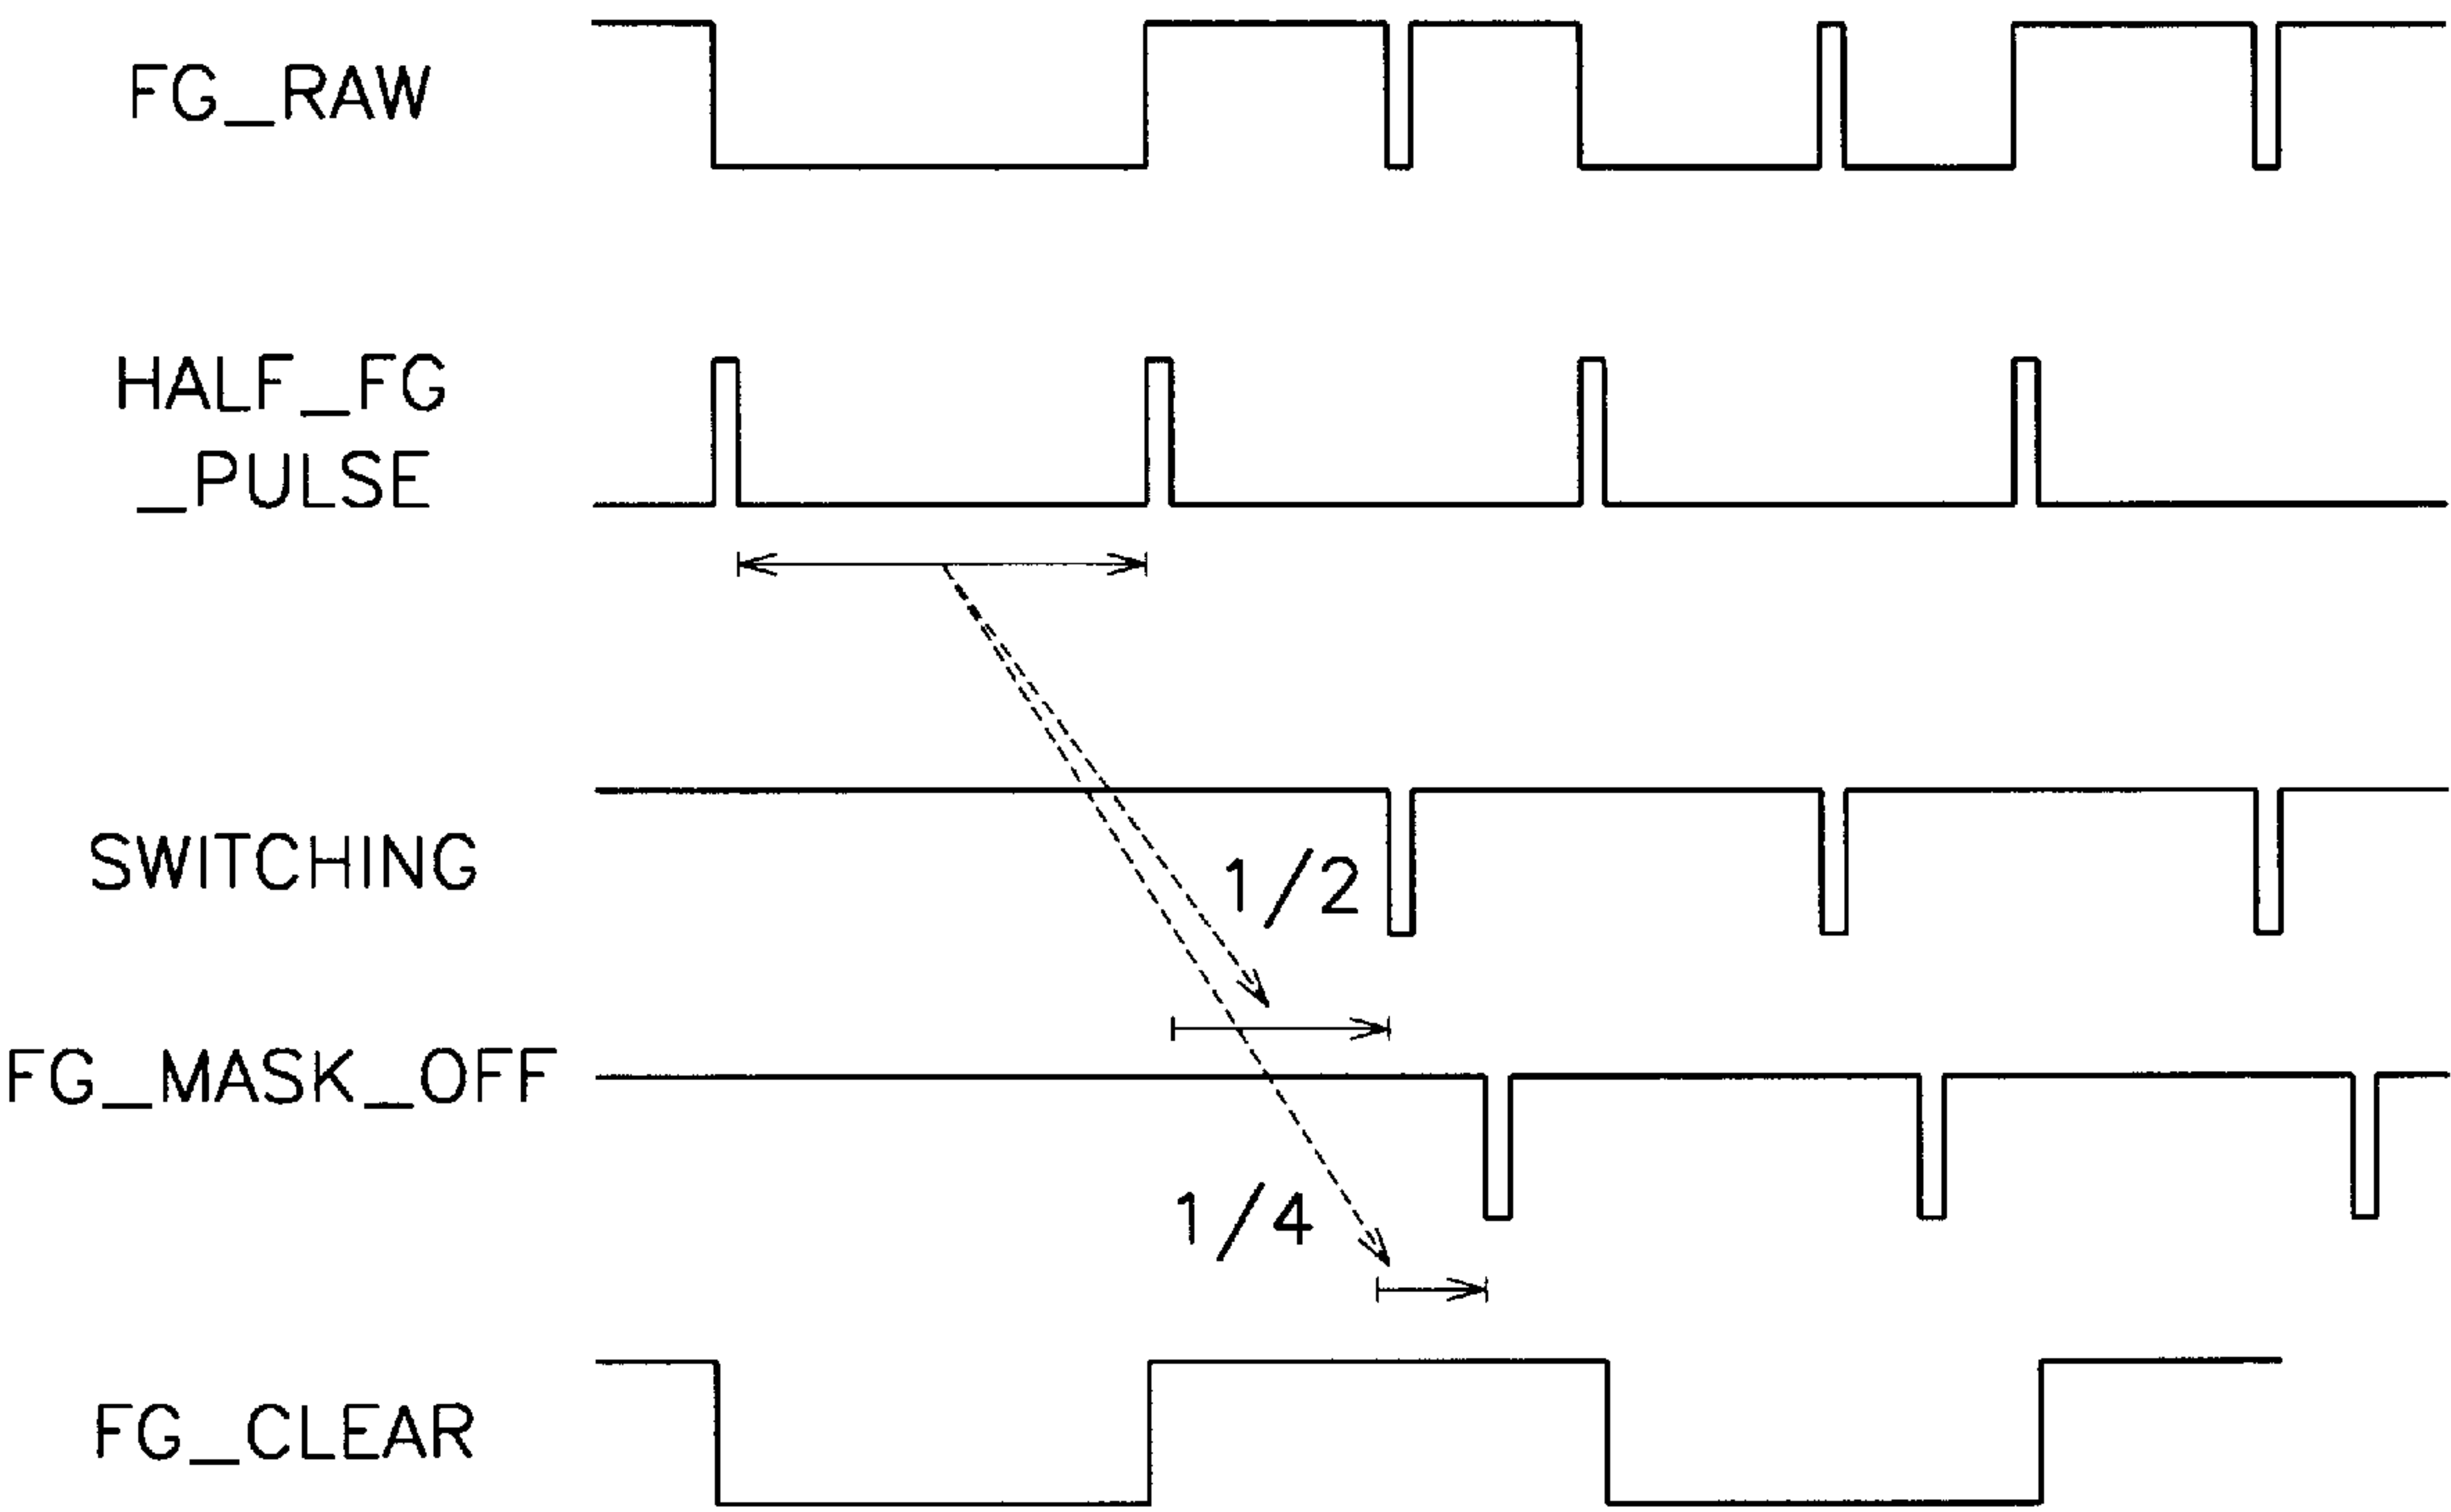 FG_RAW
HALF_FG
_PULSE
SWITCHING
1/2
FG_MASK_OFF
1/4
FG_CLEAR